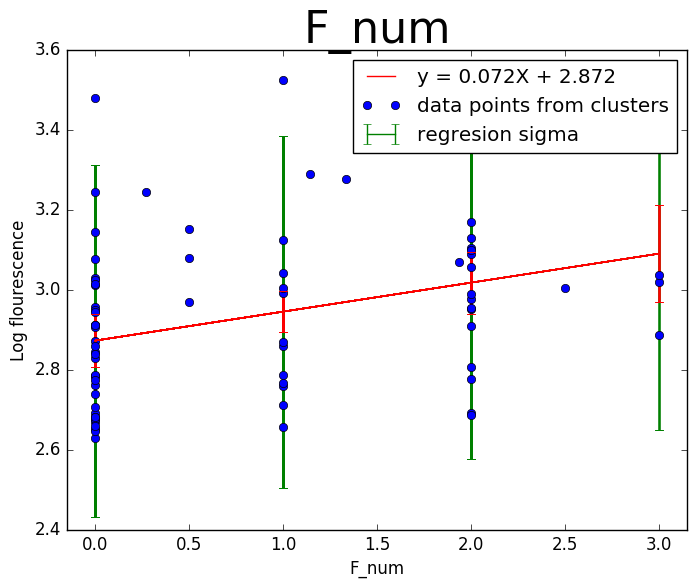 F_num
y = 0.072X + 2.872
data points from clusters
regresion sigma
3.6
3.4
3.2
3.0
2.8
2.6
2.4
Log flourescence
0.0 0.5 1.0 1.5 2.0 2.5 3.0
F_num